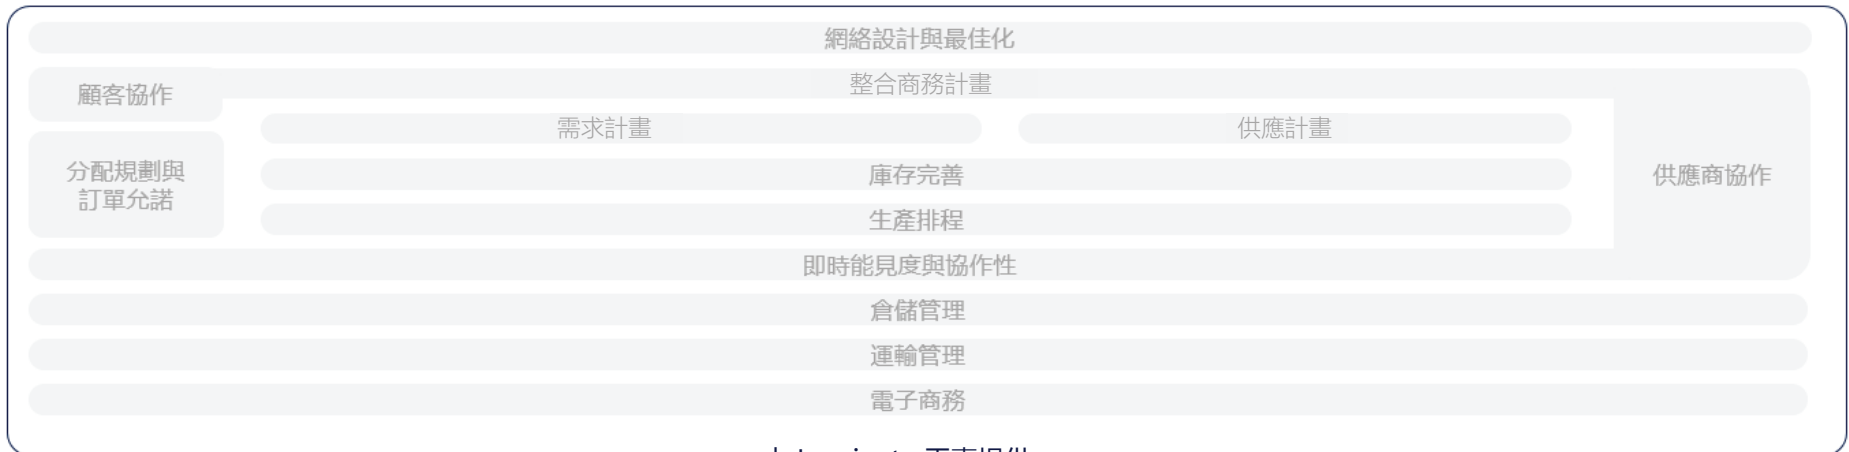 網絡設計與最佳化
顧客協作
整合商務計畫
需求計畫
供應計畫
分配規劃與
訂單允諾
庫存完善
供應商協作
生產排程
即時能見度與協作性
倉儲管理
運輸管理
電子商務